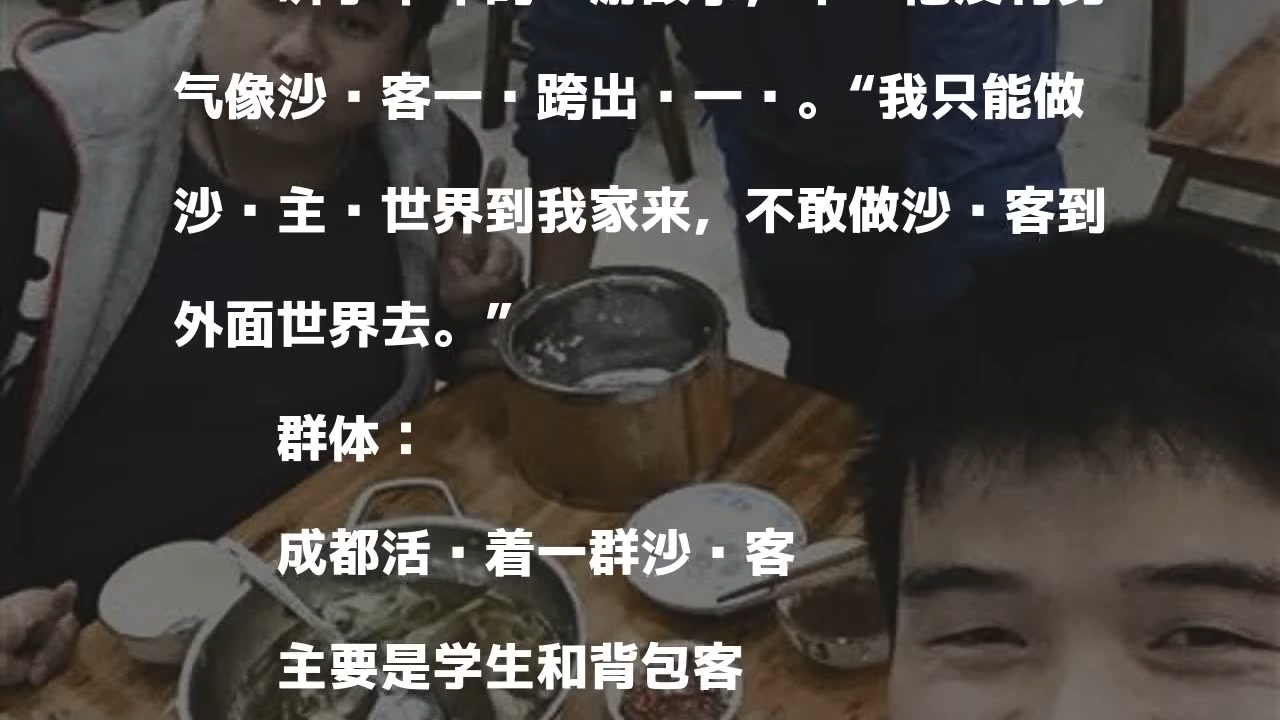 气像沙·客一·跨出·一·。“我只能做
沙·主·世界到我家来，不敢做沙·客到
外面世界去。”
群体：
成都活·着一群沙·客
主要是学生和背包客